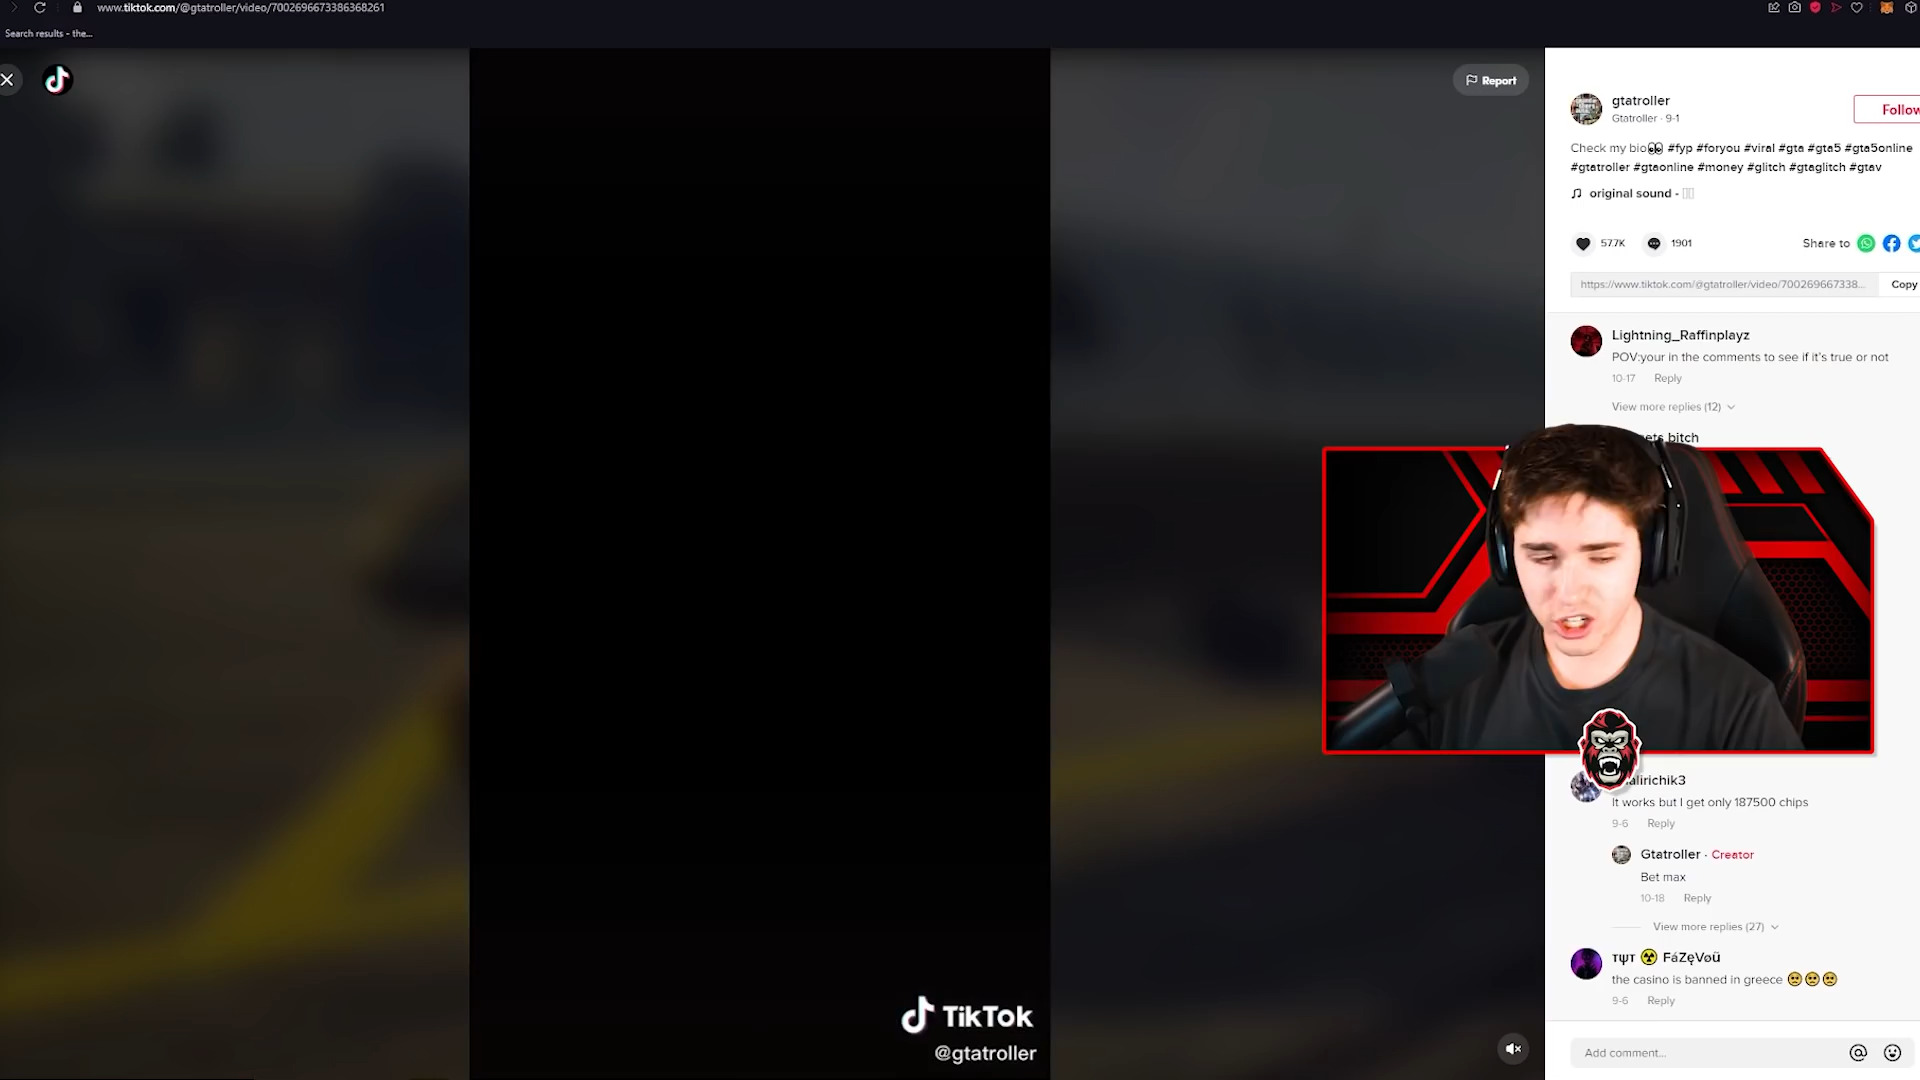 www.tiktok.com/@gtatroller/video/7002696673386368261
Search results - the...
Report
gtatroller
Gtatroller · 9-1
Follow
Check my bio👀 #fyp #foryou #viral #gta #gta5 #gta5online
#gtatroller #gtaonline #money #glitch #gtaglitch #gtav
original sound -
57.7K
1901
Share to
https://www.tiktok.com/@gtatroller/video/700269667338...
Copy
Lightning_Raffinplayz
POV:your in the comments to see if it's true or not
10-17 Reply
View more replies (12)
bitch
It works but I get only 187500 chips
9-6 Reply
Gtatroller · Creator
Bet max
10-18 Reply
View more replies (27)
тψт ☢ FáZęVøü
the casino is banned in greece 🥺🥺🥺
9-6 Reply
Add comment...
TikTok
@gtatroller